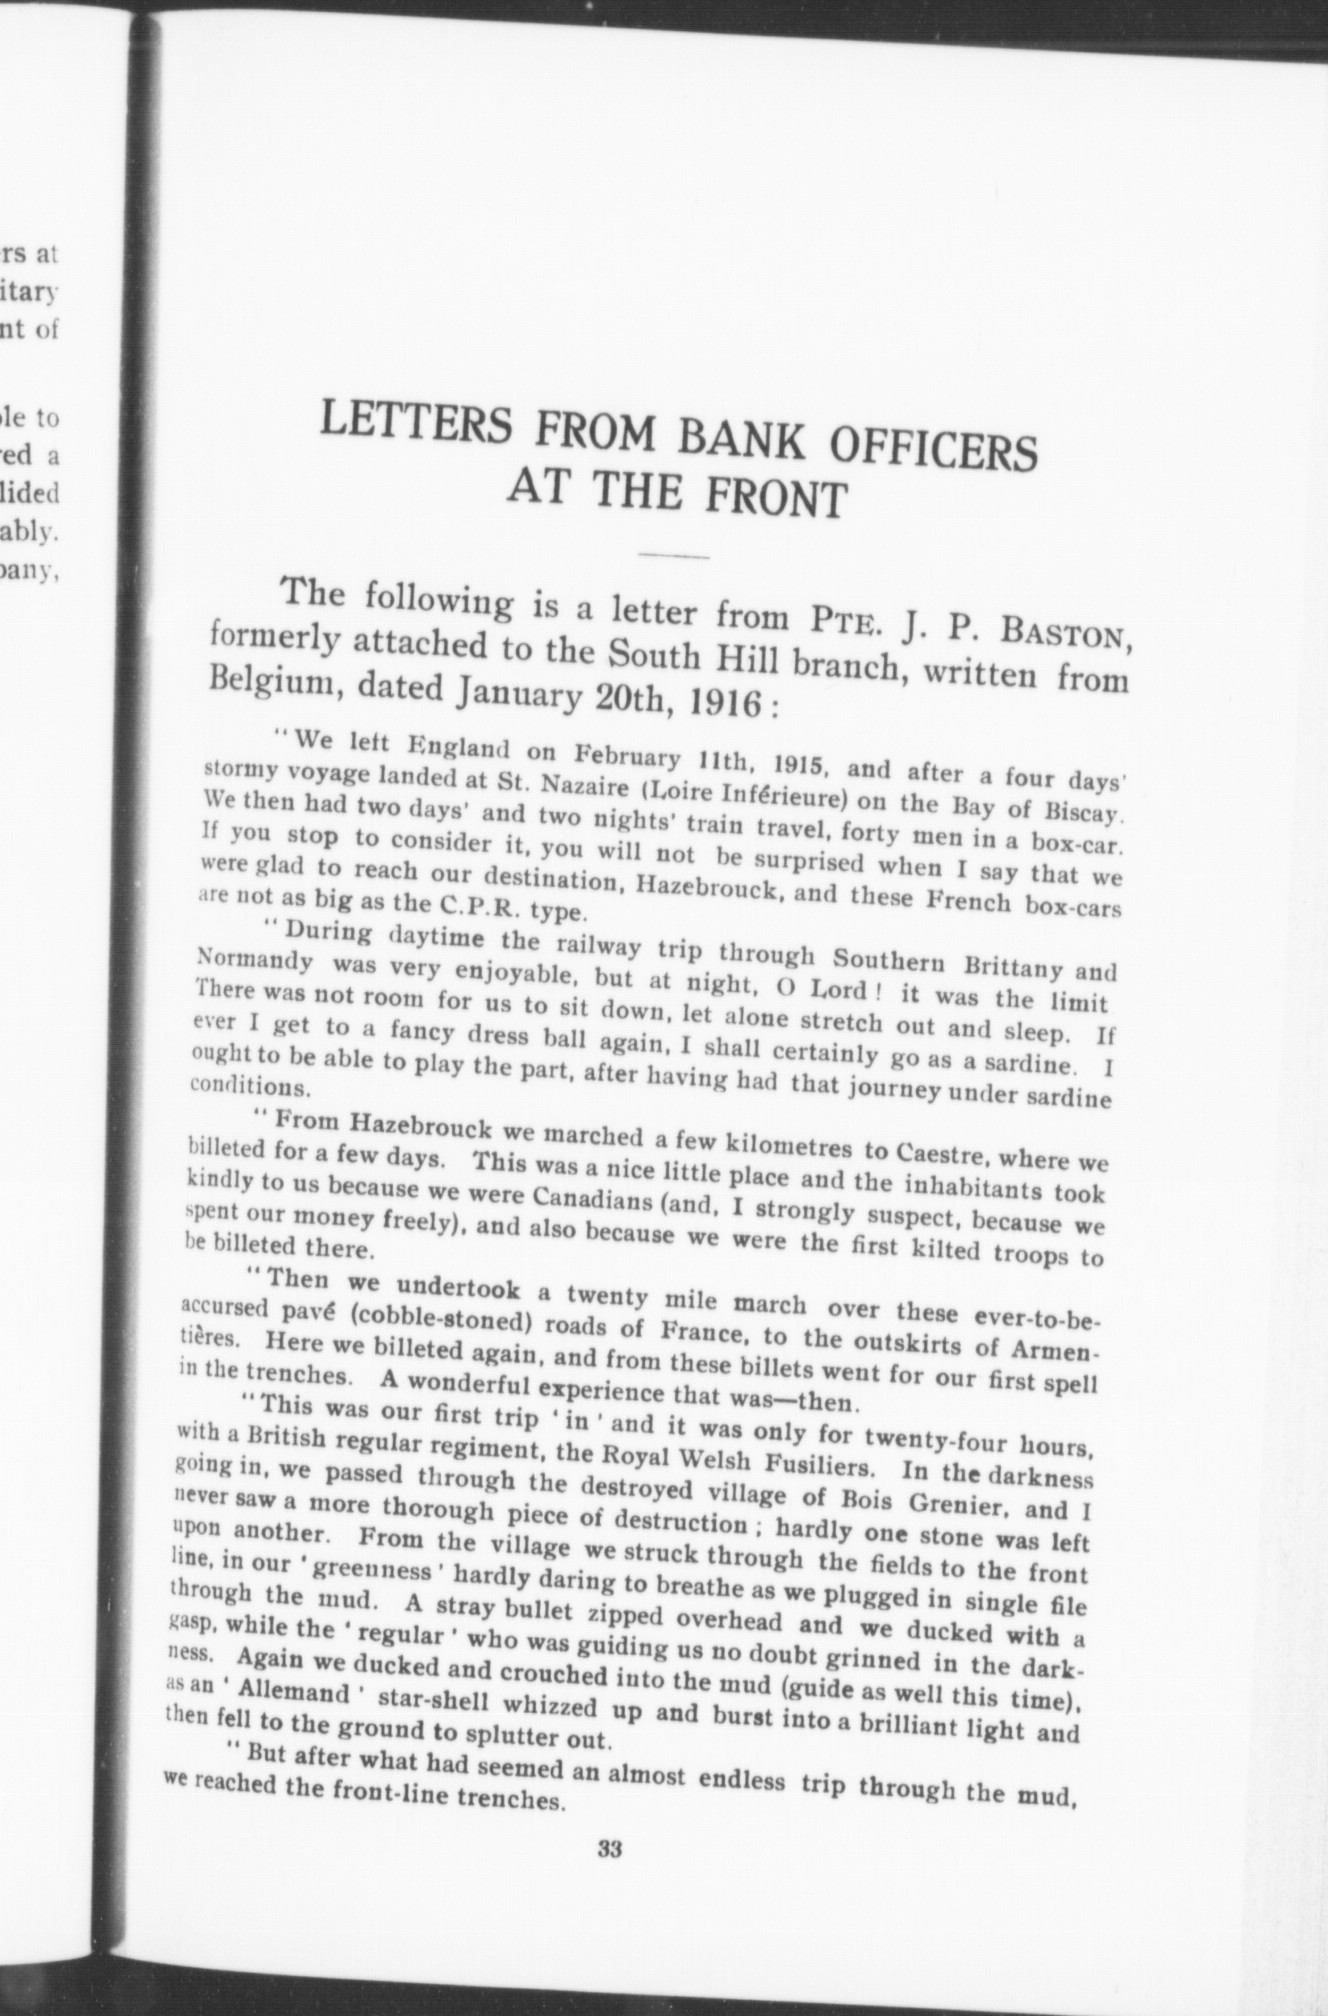 rs at
itary
nt of
le to
ed a
lided
ably.
pany,
LETTERS FROM BANK OFFICERS
AT THE FRONT
The following is a letter from PTE. J. P. BASTON,
formerly attached to the South Hill branch, written from
Belgium, dated January 20th, 1916 :
"We left England on February 11th, 1915, and after a four days'
stormy voyage landed at St. Nazaire (Loire Inférieure) on the Bay of Biscay.
We then had two days' and two nights' train travel, forty men in a box-car.
If you stop to consider it, you will not be surprised when I say that we
were glad to reach our destination, Hazebrouck, and these French box-cars
are not as big as the C.P.R. type.
"During daytime the railway trip through Southern Brittany and
Normandy was very enjoyable, but at night, O Lord ! it was the limit
There was not room for us to sit down, let alone stretch out and sleep. If
ever I get to a fancy dress ball again, I shall certainly go as a sardine. I
ought to be able to play the part, after having had that journey under sardine
conditions.
"From Hazebrouck we marched a few kilometres to Caestre, where we
billeted for a few days. This was a nice little place and the inhabitants took
kindly to us because we were Canadians (and, I strongly suspect, because we
spent our money freely), and also because we were the first kilted troops to
be billeted there.
"Then we undertook a twenty mile march over these ever-to-be-
accursed pavé (cobble-stoned) roads of France, to the outskirts of Armen-
tières. Here we billeted again, and from these billets went for our first spell
in the trenches. A wonderful experience that was—then.
"This was our first trip 'in' and it was only for twenty-four hours,
with a British regular regiment, the Royal Welsh Fusiliers. In the darkness
going in, we passed through the destroyed village of Bois Grenier, and I
never saw a more thorough piece of destruction ; hardly one stone was left
upon another. From the village we struck through the fields to the front
line, in our 'greenness' hardly daring to breathe as we plugged in single file
through the mud. A stray bullet zipped overhead and we ducked with a
gasp, while the 'regular' who was guiding us no doubt grinned in the dark-
ness. Again we ducked and crouched into the mud (guide as well this time),
as an 'Allemand' star-shell whizzed up and burst into a brilliant light and
then fell to the ground to splutter out.
"But after what had seemed an almost endless trip through the mud,
we reached the front-line trenches.
33